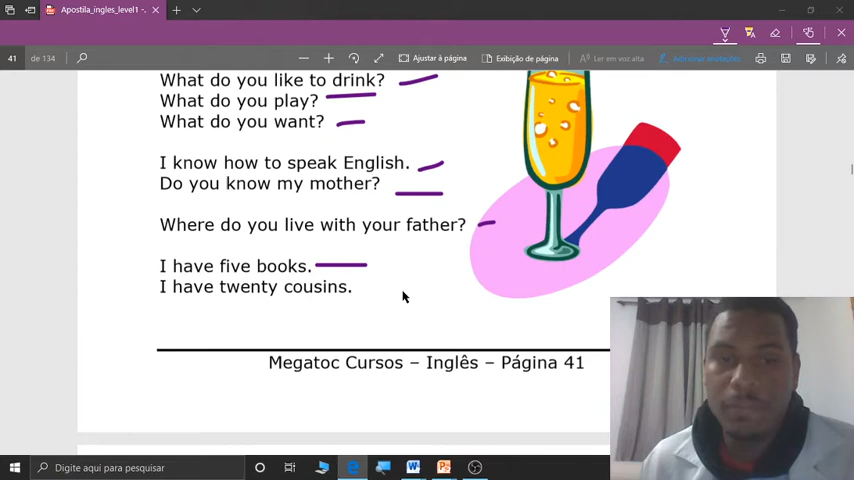 Apostila_ingles_level1 -.
41
de 134
Ajustar à página
Exibição de página
Ler em voz alta
Adicionar anotações
What do you like to drink?
What do you play?
What do you want?
I know how to speak English.
Do you know my mother?
Where do you live with your father?
I have five books.
I have twenty cousins.
Megatoc Cursos – Inglês – Página 41
Digite aqui para pesquisar